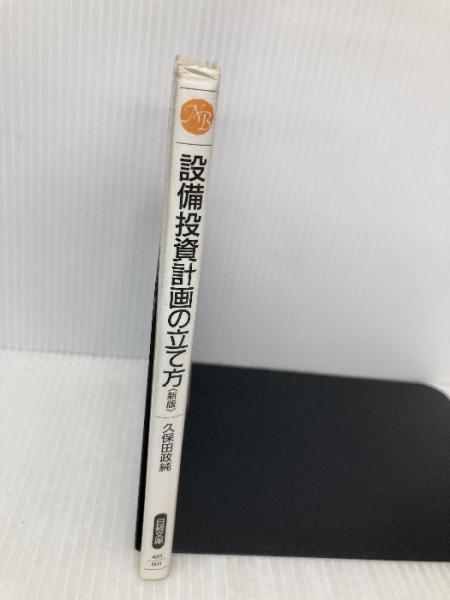 NB
設備投資計画の立て方
〈新版〉
久保田政純
日経文庫